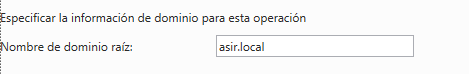 Especificar la información de dominio para esta operación
Nombre de dominio raíz: asir.local